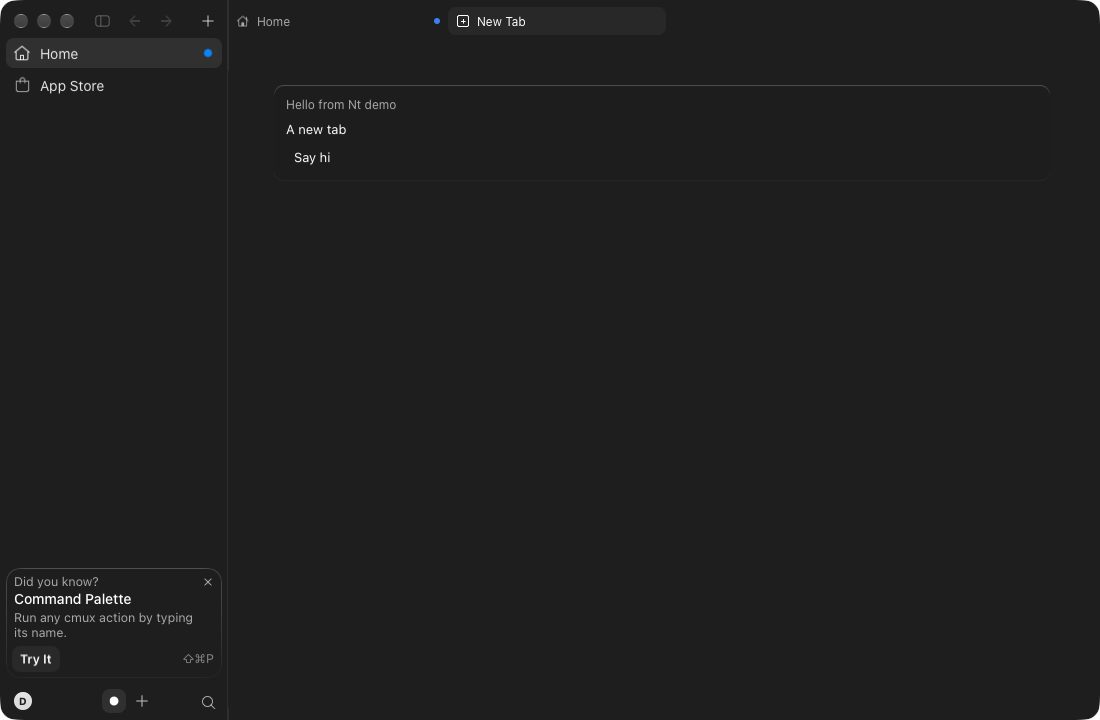 Home
App Store
Home
New Tab
Hello from Nt demo
A new tab
Say hi
Did you know?
Command Palette
Run any cmux action by typing
its name.
Try It
⇧⌘P
D